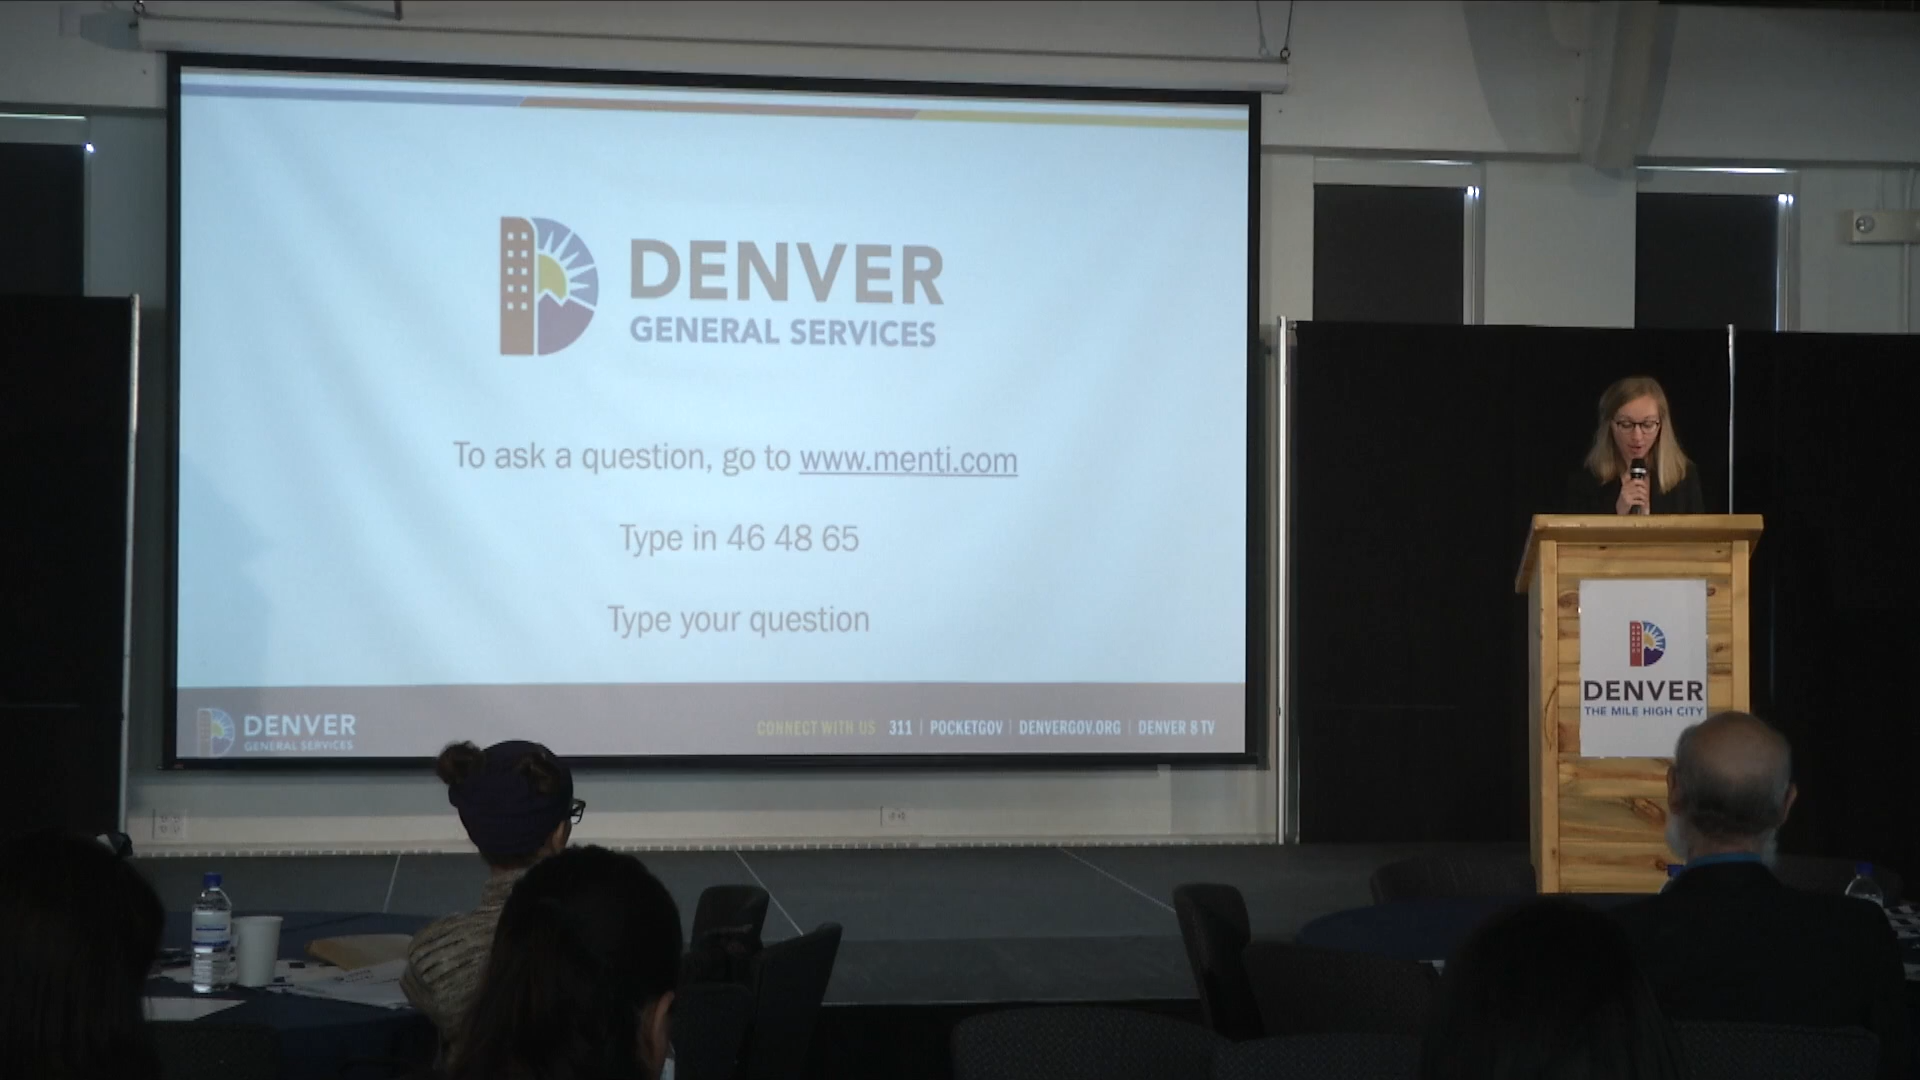 DENVER
GENERAL SERVICES
To ask a question, go to www.menti.com
Type in 46 48 65
Type your question
DENVER
GENERAL SERVICES
CONNECT WITH US 311 | POCKETGOV | DENVERGOV.ORG | DENVER 8 TV
DENVER
THE MILE HIGH CITY